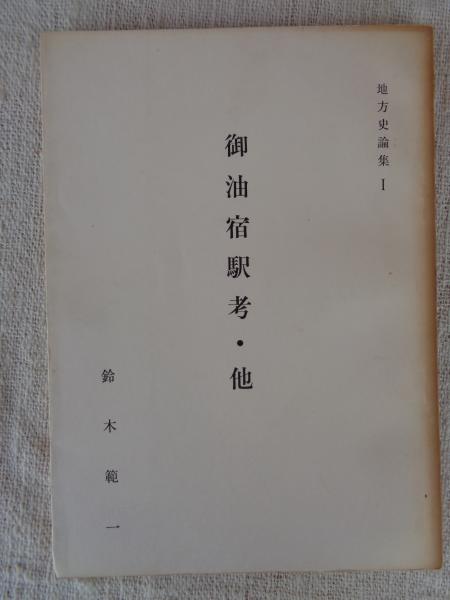 地方史論集 Ⅰ
御油宿駅考・他
鈴木範一